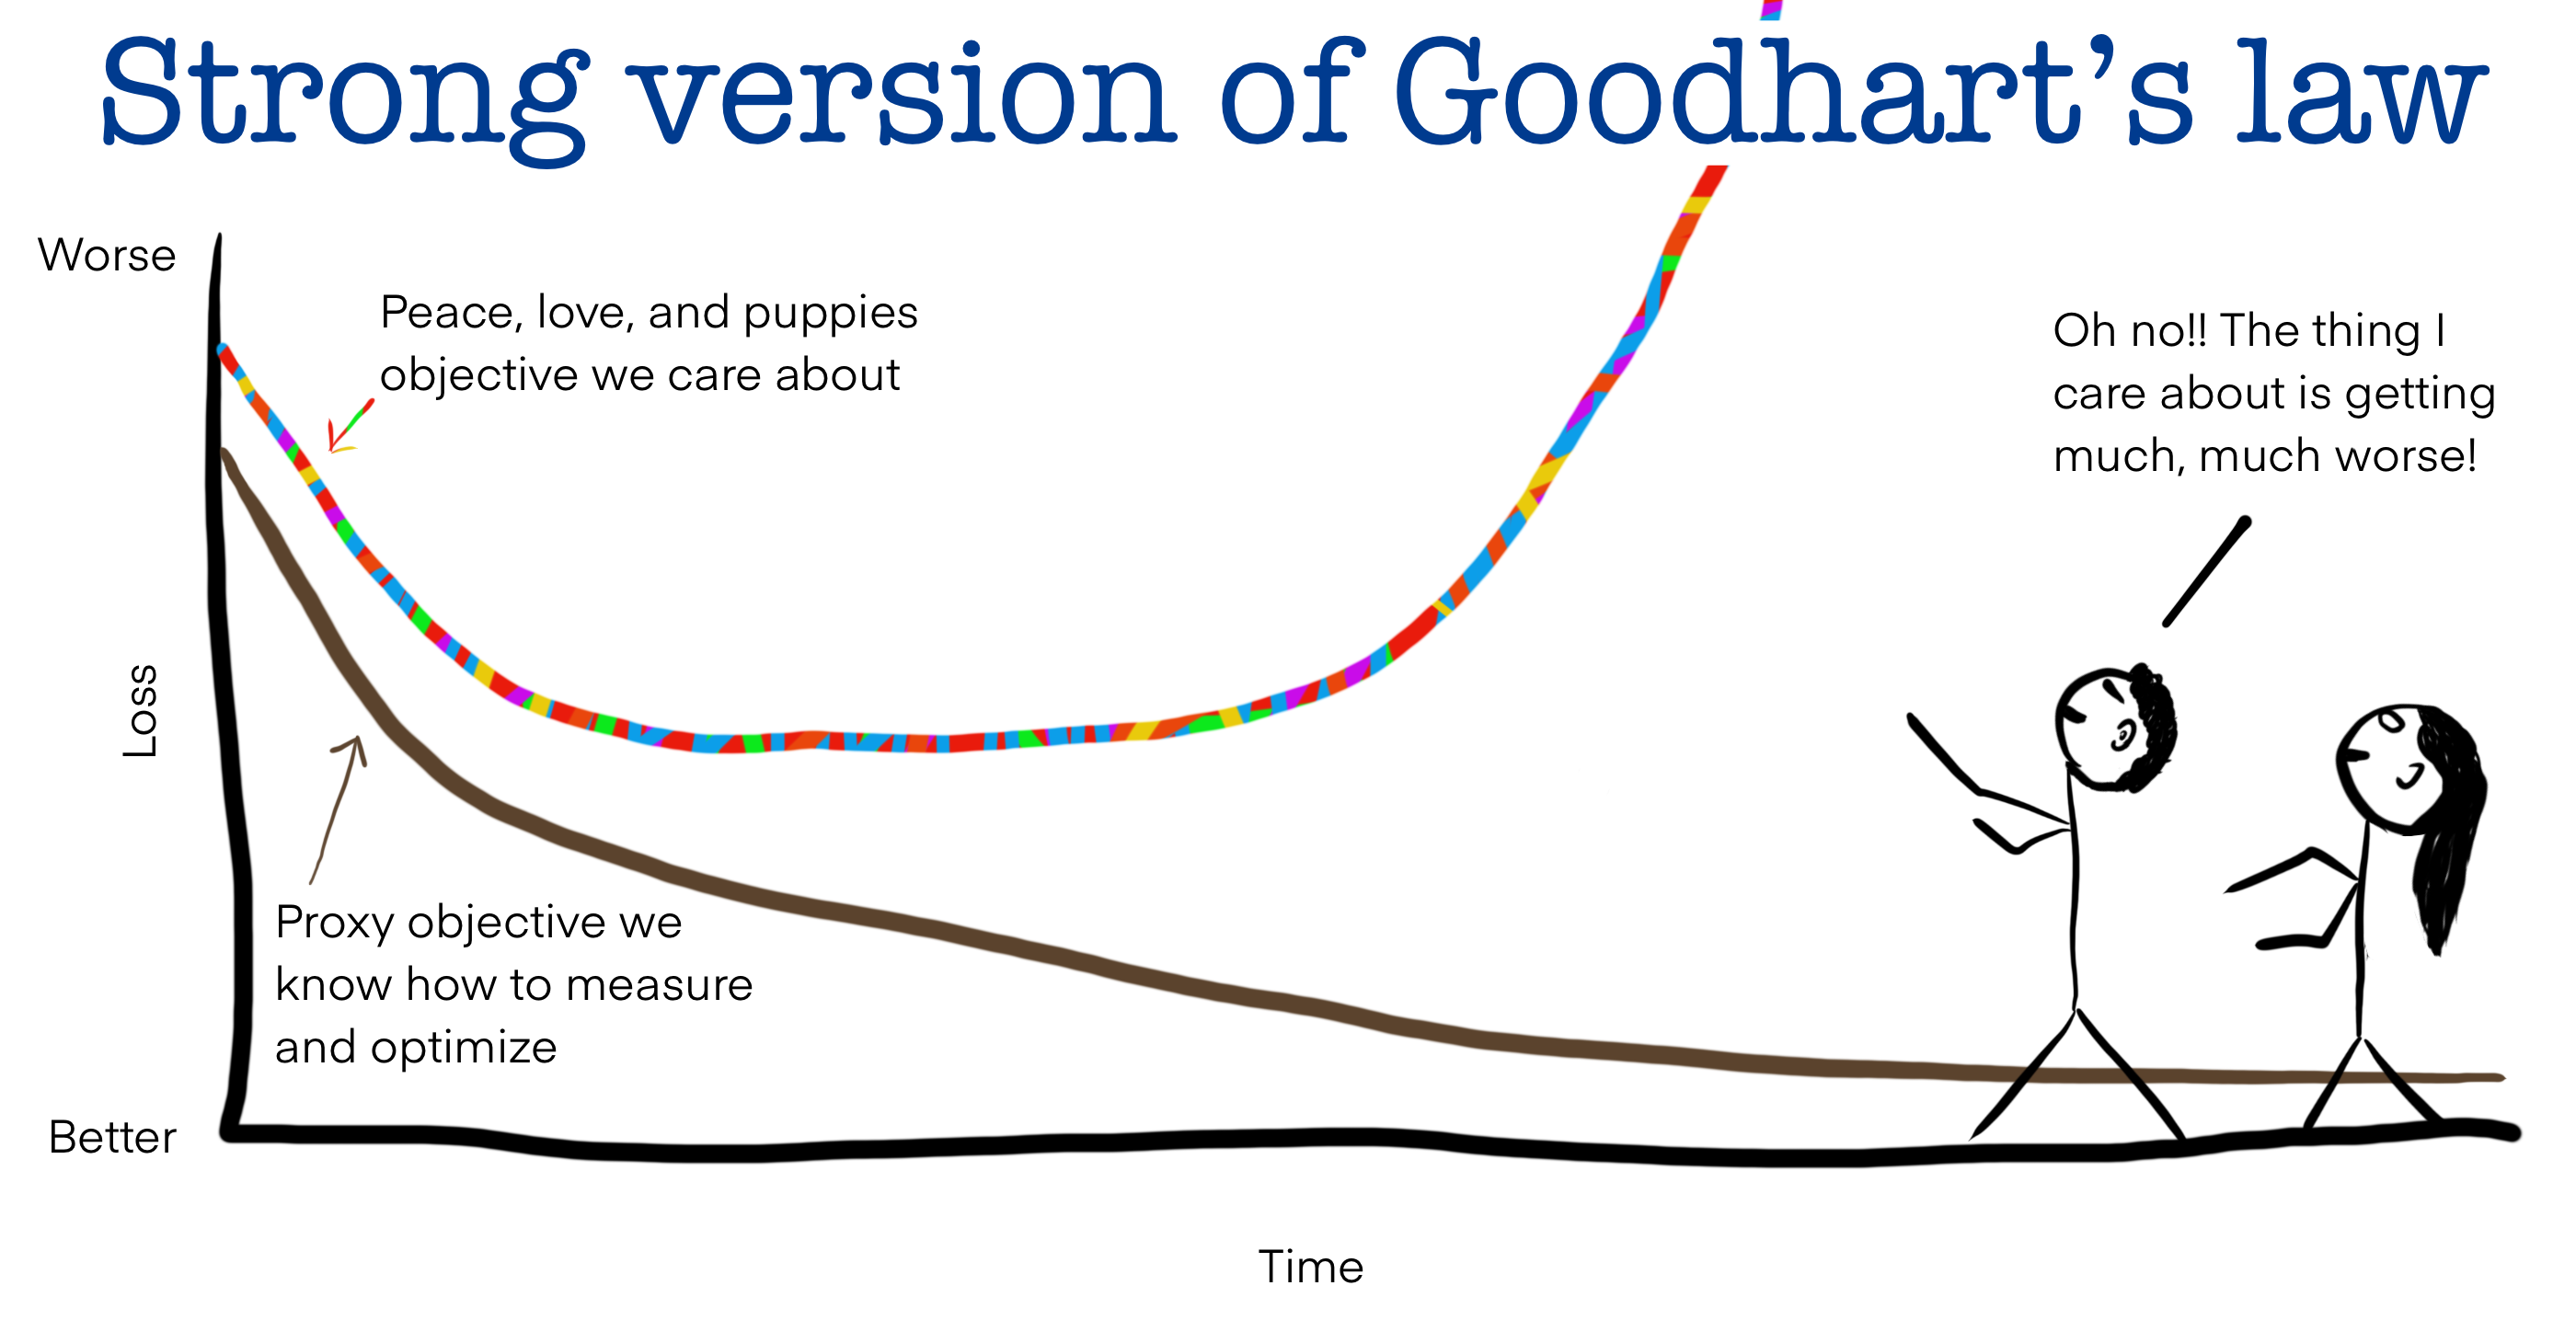 Strong version of Goodhart’s law
Worse
Peace, love, and puppies
objective we care about
Oh no!! The thing I
care about is getting
much, much worse!
Loss
Proxy objective we
know how to measure
and optimize
Better
Time